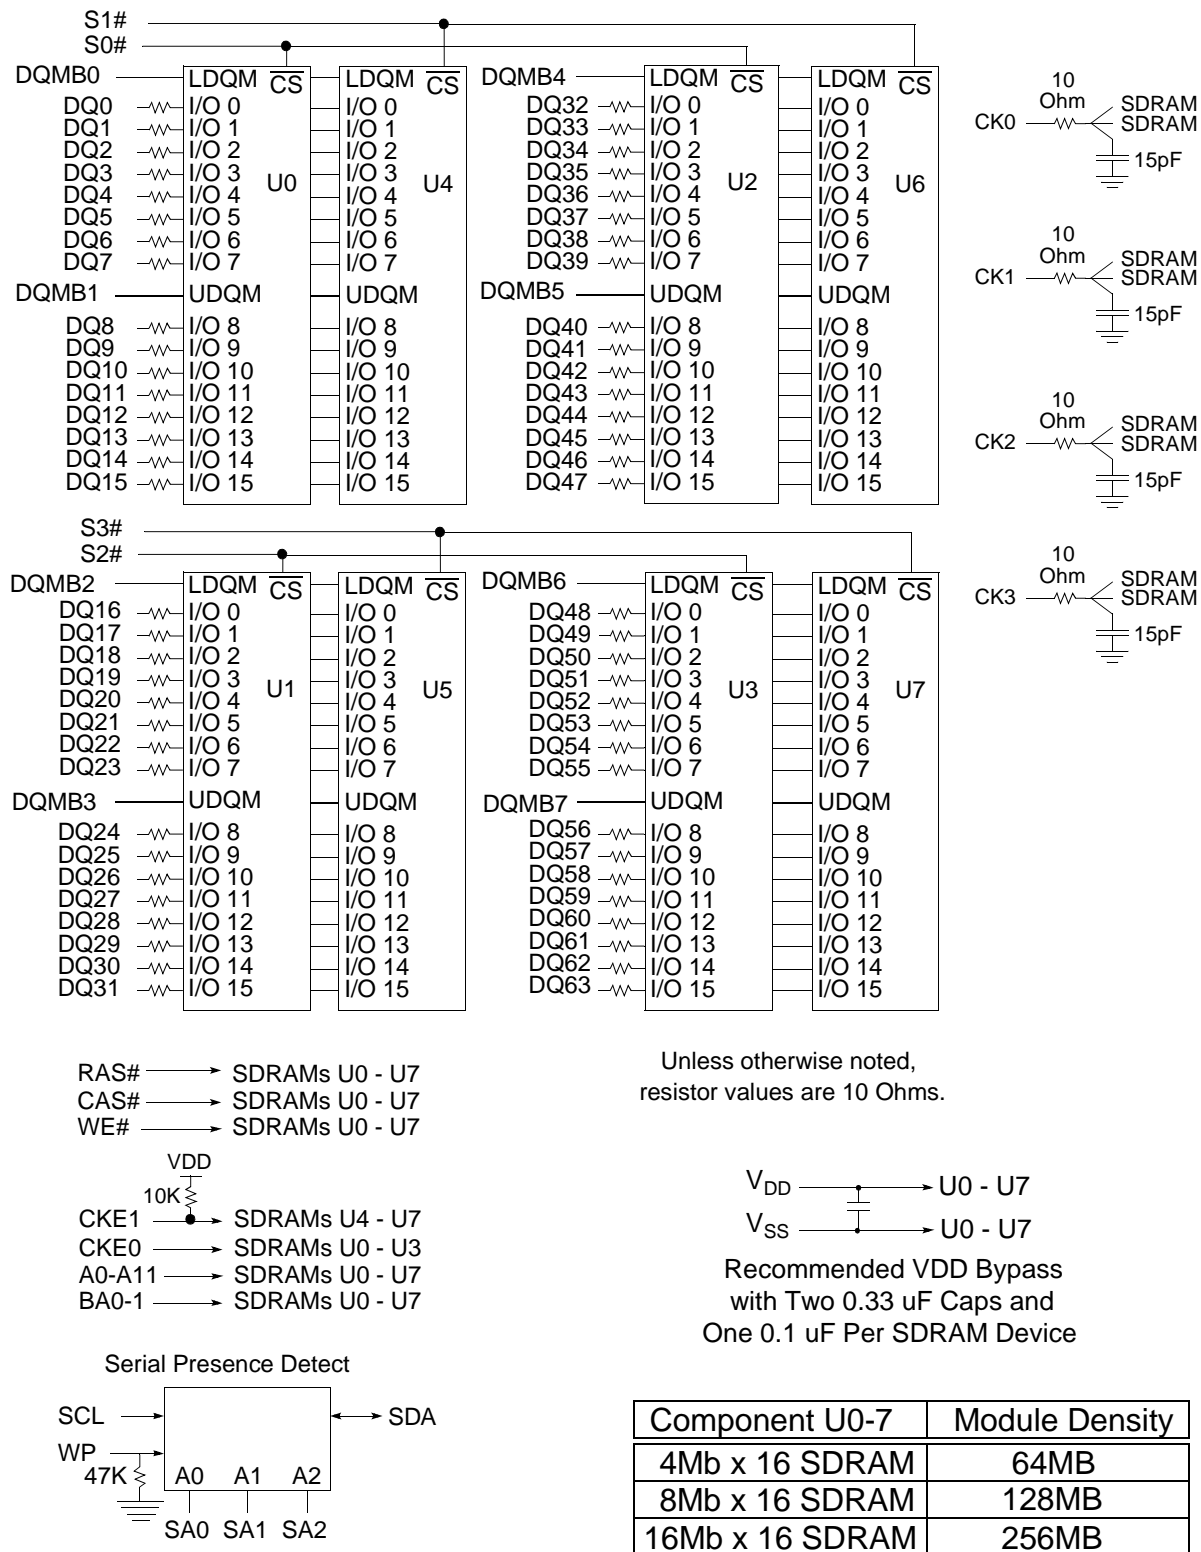 S1#
S0#
DQMB0 LDQM CS LDQM CS DQMB4 LDQM CS LDQM CS
DQ0 I/O 0 I/O 0 DQ32 I/O 0 I/O 0
DQ1 I/O 1 I/O 1 DQ33 I/O 1 I/O 1
DQ2 I/O 2 I/O 2 DQ34 I/O 2 I/O 2
DQ3 I/O 3 I/O 3 DQ35 I/O 3 I/O 3
U0 U4 U2 U6
DQ4 I/O 4 I/O 4 DQ36 I/O 4 I/O 4
DQ5 I/O 5 I/O 5 DQ37 I/O 5 I/O 5
DQ6 I/O 6 I/O 6 DQ38 I/O 6 I/O 6
DQ7 I/O 7 I/O 7 DQ39 I/O 7 I/O 7
DQMB1 UDQM UDQM DQMB5 UDQM UDQM
DQ8 I/O 8 I/O 8 DQ40 I/O 8 I/O 8
DQ9 I/O 9 I/O 9 DQ41 I/O 9 I/O 9
DQ10 I/O 10 I/O 10 DQ42 I/O 10 I/O 10
DQ11 I/O 11 I/O 11 DQ43 I/O 11 I/O 11
DQ12 I/O 12 I/O 12 DQ44 I/O 12 I/O 12
DQ13 I/O 13 I/O 13 DQ45 I/O 13 I/O 13
DQ14 I/O 14 I/O 14 DQ46 I/O 14 I/O 14
DQ15 I/O 15 I/O 15 DQ47 I/O 15 I/O 15
S3#
S2#
DQMB2 LDQM CS LDQM CS DQMB6 LDQM CS LDQM CS
DQ16 I/O 0 I/O 0 DQ48 I/O 0 I/O 0
DQ17 I/O 1 I/O 1 DQ49 I/O 1 I/O 1
DQ18 I/O 2 I/O 2 DQ50 I/O 2 I/O 2
DQ19 I/O 3 I/O 3 DQ51 I/O 3 I/O 3
U1 U5 U3 U7
DQ20 I/O 4 I/O 4 DQ52 I/O 4 I/O 4
DQ21 I/O 5 I/O 5 DQ53 I/O 5 I/O 5
DQ22 I/O 6 I/O 6 DQ54 I/O 6 I/O 6
DQ23 I/O 7 I/O 7 DQ55 I/O 7 I/O 7
DQMB3 UDQM UDQM DQMB7 UDQM UDQM
DQ24 I/O 8 I/O 8 DQ56 I/O 8 I/O 8
DQ25 I/O 9 I/O 9 DQ57 I/O 9 I/O 9
DQ26 I/O 10 I/O 10 DQ58 I/O 10 I/O 10
DQ27 I/O 11 I/O 11 DQ59 I/O 11 I/O 11
DQ28 I/O 12 I/O 12 DQ60 I/O 12 I/O 12
DQ29 I/O 13 I/O 13 DQ61 I/O 13 I/O 13
DQ30 I/O 14 I/O 14 DQ62 I/O 14 I/O 14
DQ31 I/O 15 I/O 15 DQ63 I/O 15 I/O 15
10
Ohm
SDRAM
CK0 SDRAM
15pF
10
Ohm
SDRAM
CK1 SDRAM
15pF
10
Ohm
SDRAM
CK2 SDRAM
15pF
10
Ohm
SDRAM
CK3 SDRAM
15pF
RAS# SDRAMs U0 - U7
CAS# SDRAMs U0 - U7
WE# SDRAMs U0 - U7
VDD
10K
CKE1 SDRAMs U4 - U7
CKE0 SDRAMs U0 - U3
A0-A11 SDRAMs U0 - U7
BA0-1 SDRAMs U0 - U7
Unless otherwise noted,
resistor values are 10 Ohms.
VDD U0 - U7
VSS U0 - U7
Recommended VDD Bypass
with Two 0.33 uF Caps and
One 0.1 uF Per SDRAM Device
Serial Presence Detect
SCL SDA
WP
47K A0 A1 A2
SA0 SA1 SA2
Component U0-7 Module Density
4Mb x 16 SDRAM 64MB
8Mb x 16 SDRAM 128MB
16Mb x 16 SDRAM 256MB